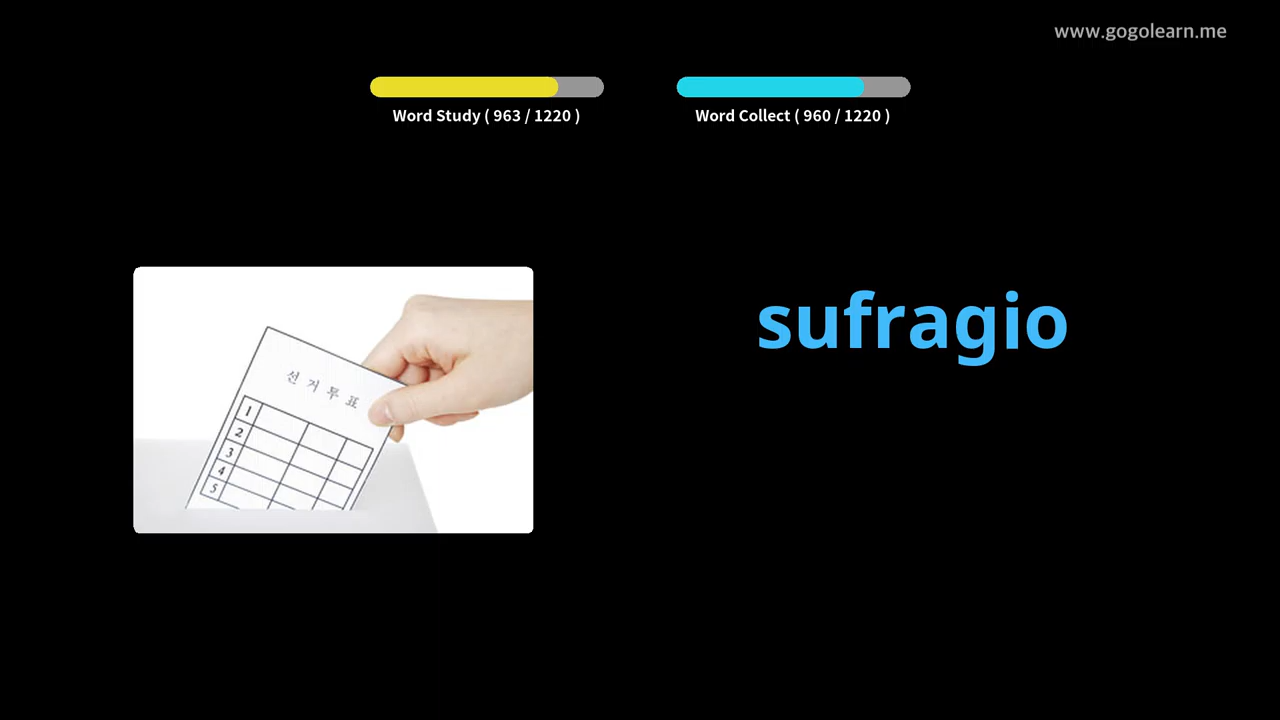 www.gogolearn.me
Word Study ( 963 / 1220 )
Word Collect ( 960 / 1220 )
sufragio
선거투표
1
2
3
4
5